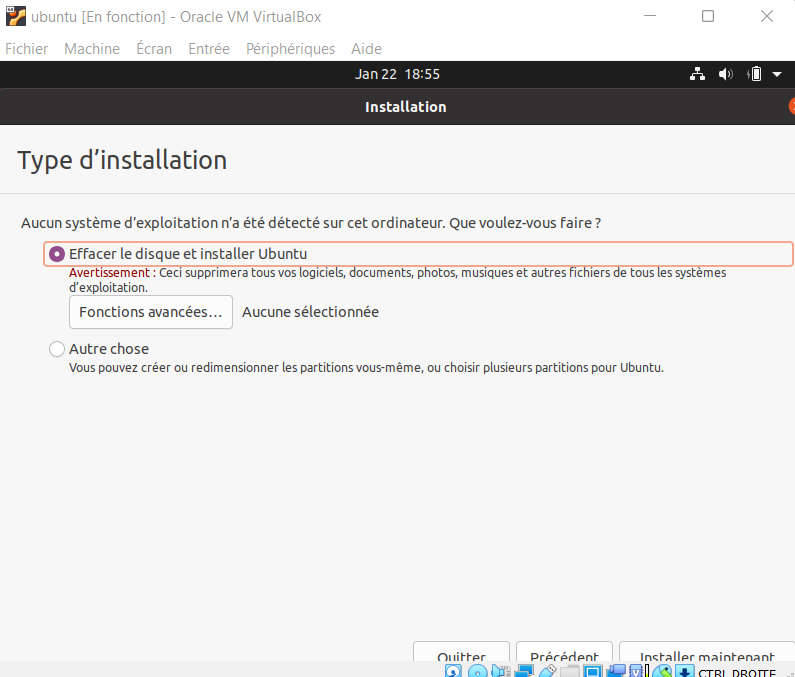 ubuntu [En fonction] - Oracle VM VirtualBox
Fichier Machine Écran Entrée Périphériques Aide
Jan 22 18:55
Installation
Type d’installation
Aucun système d’exploitation n’a été détecté sur cet ordinateur. Que voulez-vous faire ?
Effacer le disque et installer Ubuntu
Avertissement : Ceci supprimera tous vos logiciels, documents, photos, musiques et autres fichiers de tous les systèmes
d’exploitation.
Fonctions avancées... Aucune sélectionnée
Autre chose
Vous pouvez créer ou redimensionner les partitions vous-même, ou choisir plusieurs partitions pour Ubuntu.
Quitter Précédent Installer maintenant
CTRL DROITE